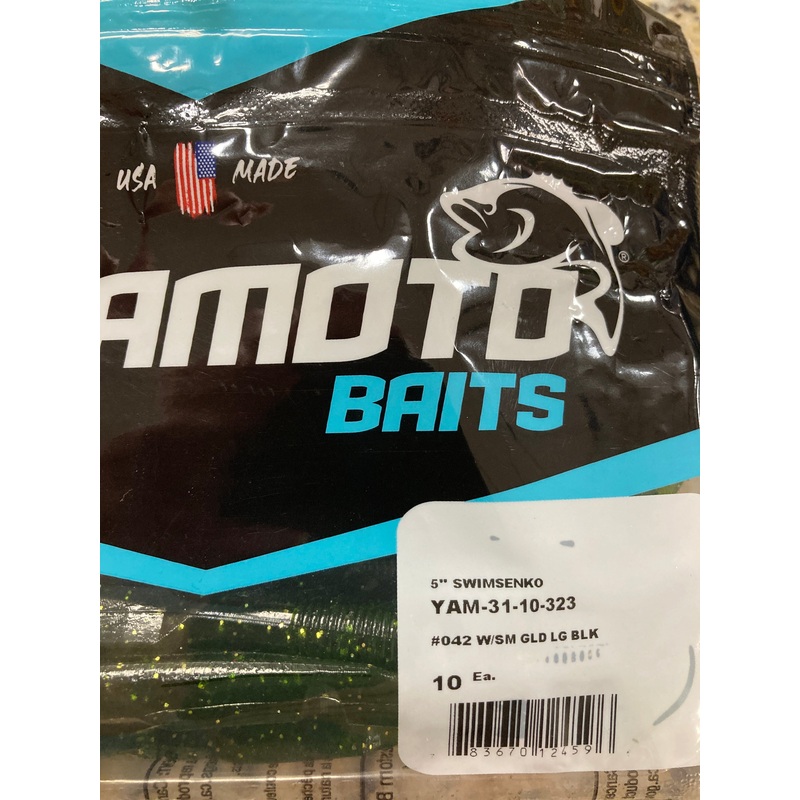 USA MADE
AMOTO
®
BAITS
5" SWIMSENKO
YAM-31-10-323
#042 W/SM GLD LG BLK
10 Ea.
83670 12459